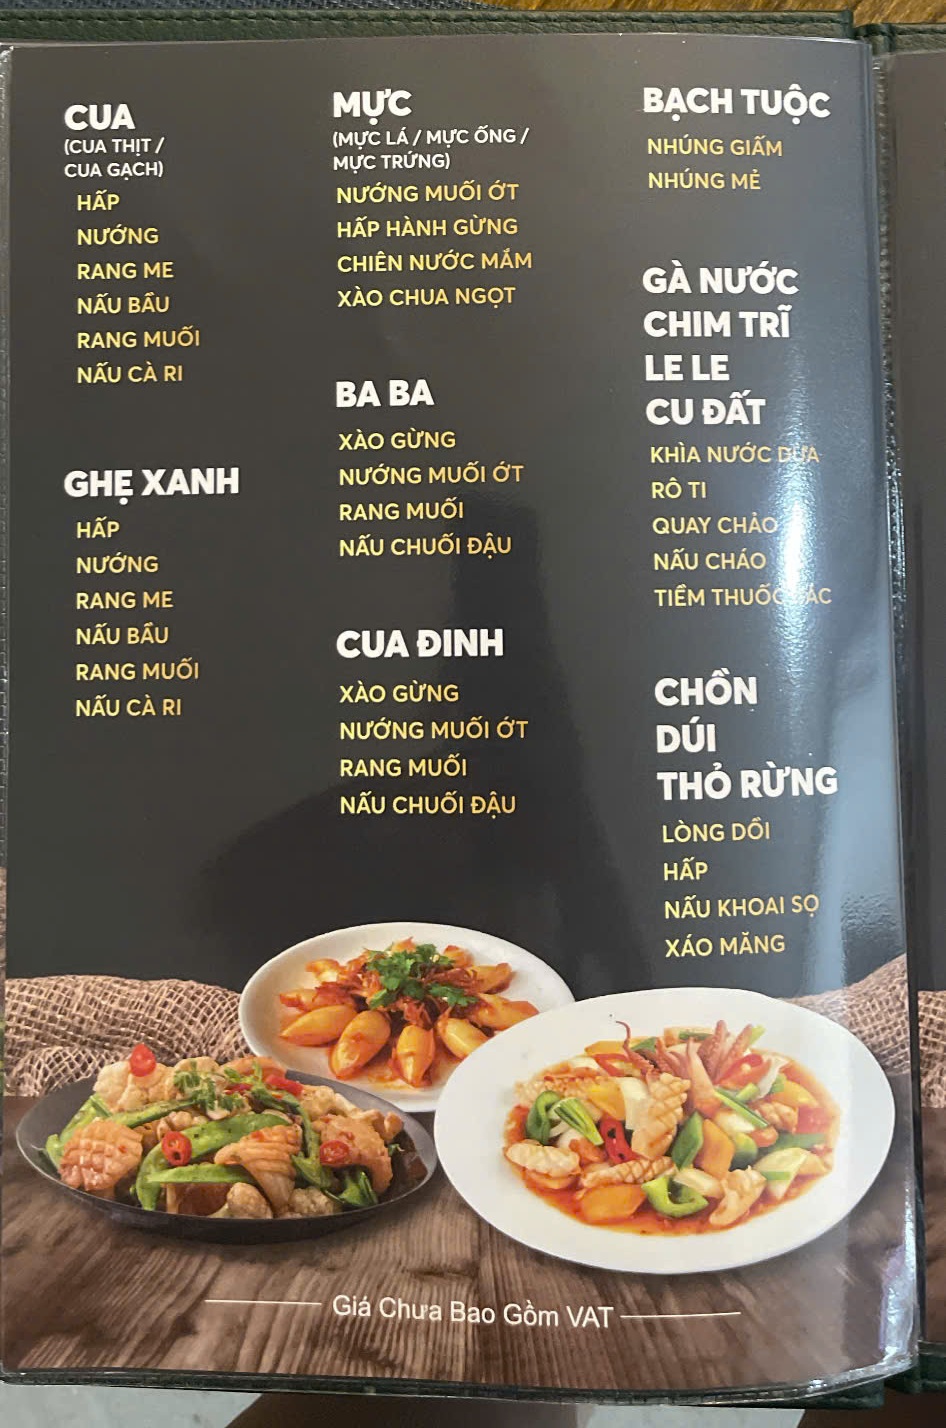 CUA
(CUA THỊT /
CUA GẠCH)
HẤP
NƯỚNG
RANG ME
NẤU BẦU
RANG MUỐI
NẤU CÀ RI
GHẸ XANH
HẤP
NƯỚNG
RANG ME
NẤU BẦU
RANG MUỐI
NẤU CÀ RI
MỰC
(MỰC LÁ / MỰC ỐNG /
MỰC TRỨNG)
NƯỚNG MUỐI ỚT
HẤP HÀNH GỪNG
CHIÊN NƯỚC MẮM
XÀO CHUA NGỌT
BA BA
XÀO GỪNG
NƯỚNG MUỐI ỚT
RANG MUỐI
NẤU CHUỐI ĐẬU
CUA ĐINH
XÀO GỪNG
NƯỚNG MUỐI ỚT
RANG MUỐI
NẤU CHUỐI ĐẬU
BẠCH TUỘC
NHÚNG GIẤM
NHÚNG MẺ
GÀ NƯỚC
CHIM TRĨ
LE LE
CU ĐẤT
KHÌA NƯỚC DỪA
RÔ TI
QUAY CHẢO
NẤU CHÁO
TIỀM THUỐC BẮC
CHỒN
DÚI
THỎ RỪNG
LÒNG DỒI
HẤP
NẤU KHOAI SỌ
XÁO MĂNG
Giá Chưa Bao Gồm VAT